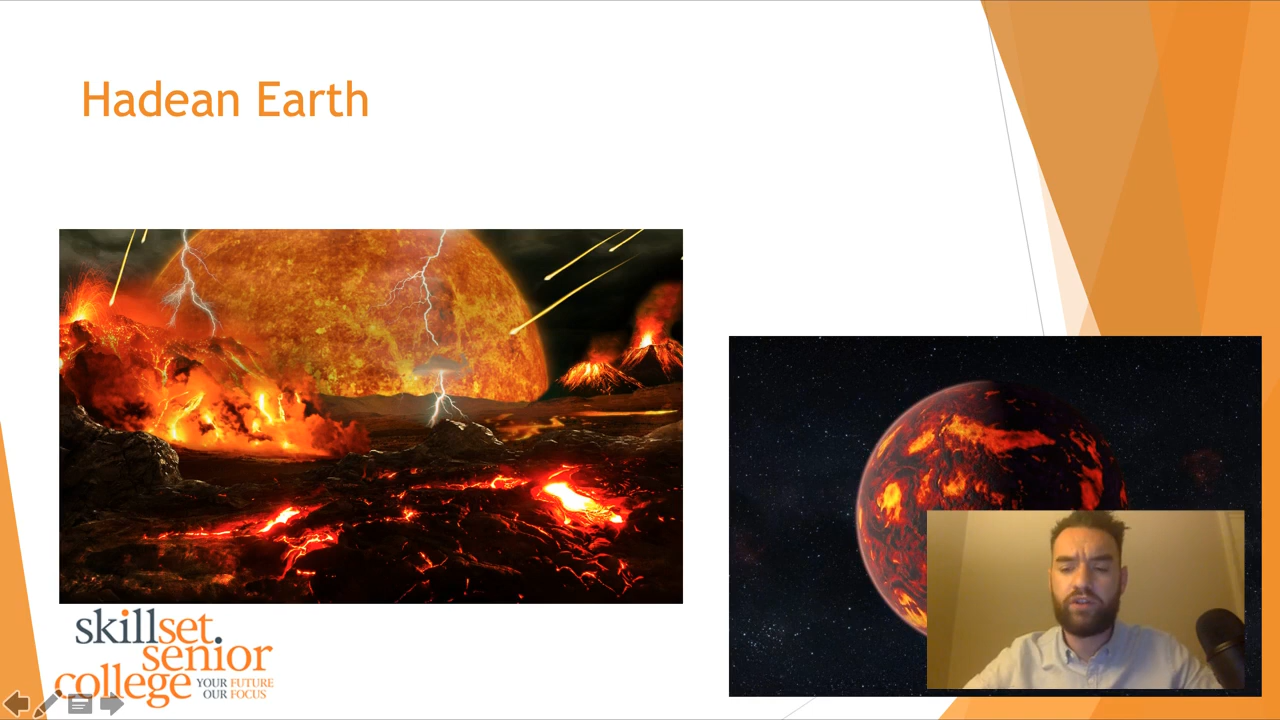 Hadean Earth
skillset.
senior
college YOUR FUTURE
OUR FOCUS